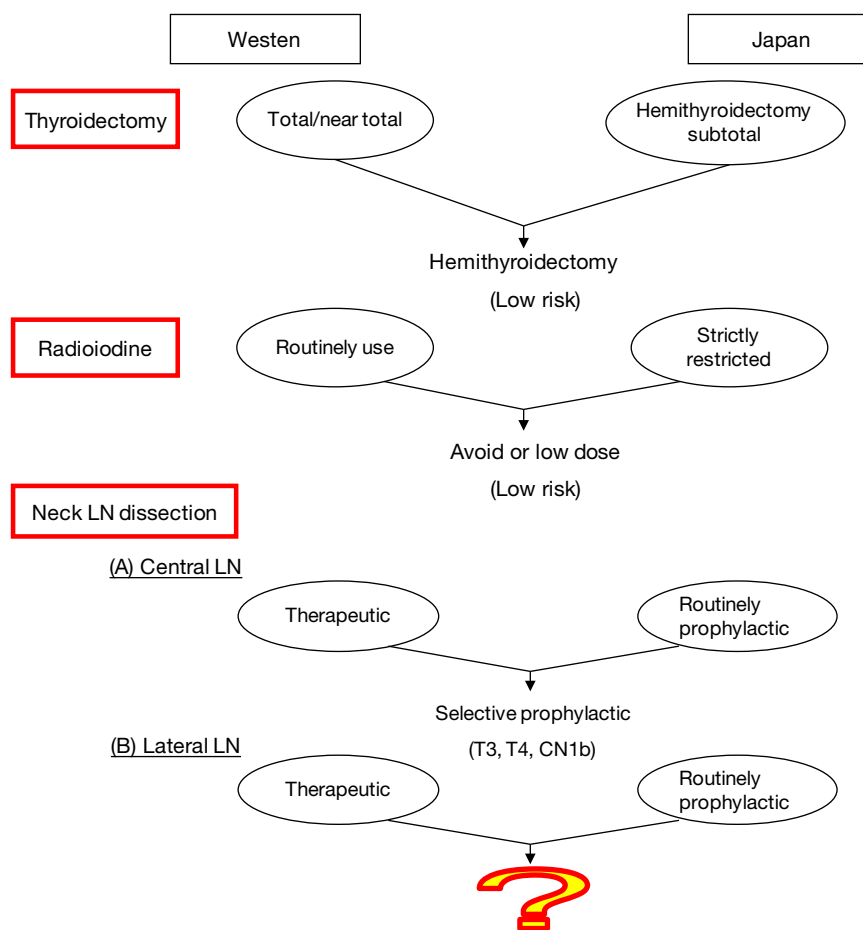 Westen
Japan
Thyroidectomy
Total/near total
Hemithyroidectomy
subtotal
Hemithyroidectomy
(Low risk)
Radioiodine
Routinely use
Strictly
restricted
Avoid or low dose
(Low risk)
Neck LN dissection
(A) Central LN
Therapeutic
Routinely
prophylactic
Selective prophylactic
(T3, T4, CN1b)
(B) Lateral LN
Therapeutic
Routinely
prophylactic
?